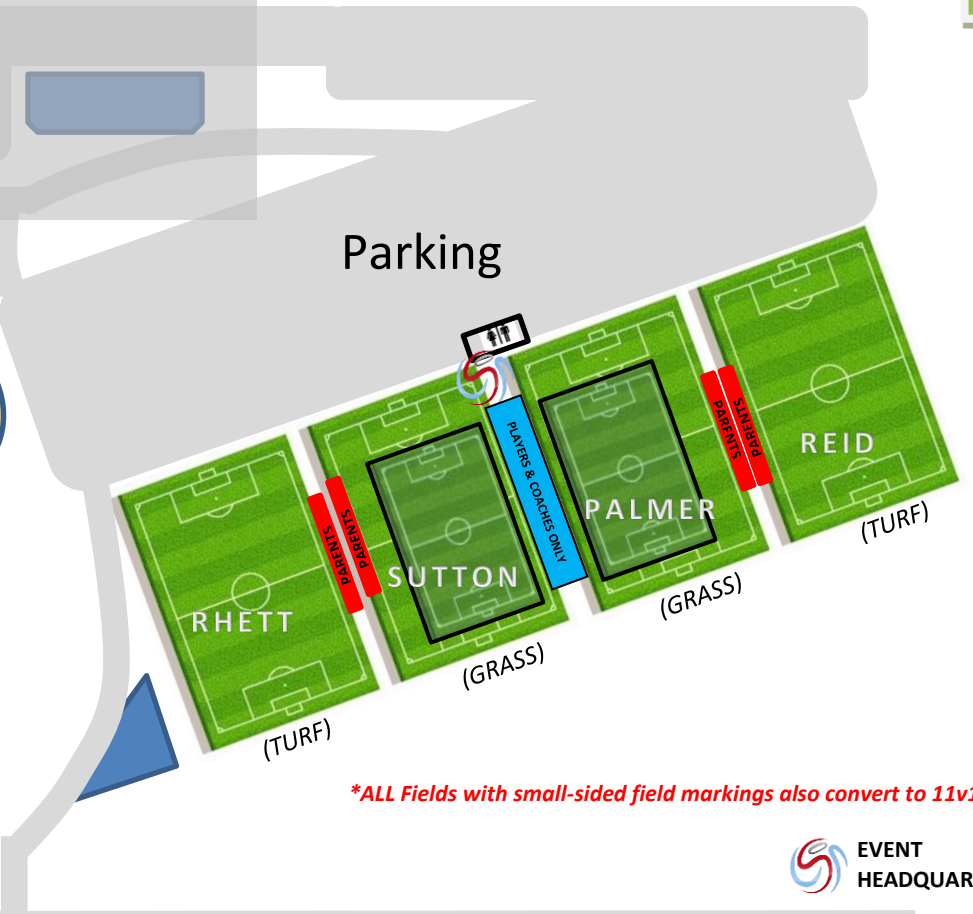 Parking
PLAYERS & COACHES ONLY
PARENTS
PARENTS
REID
PARENTS
PARENTS
PALMER
(TURF)
SUTTON
(GRASS)
RHETT
(GRASS)
(TURF)
*ALL Fields with small-sided field markings also convert to 11v1
EVENT
HEADQUAR